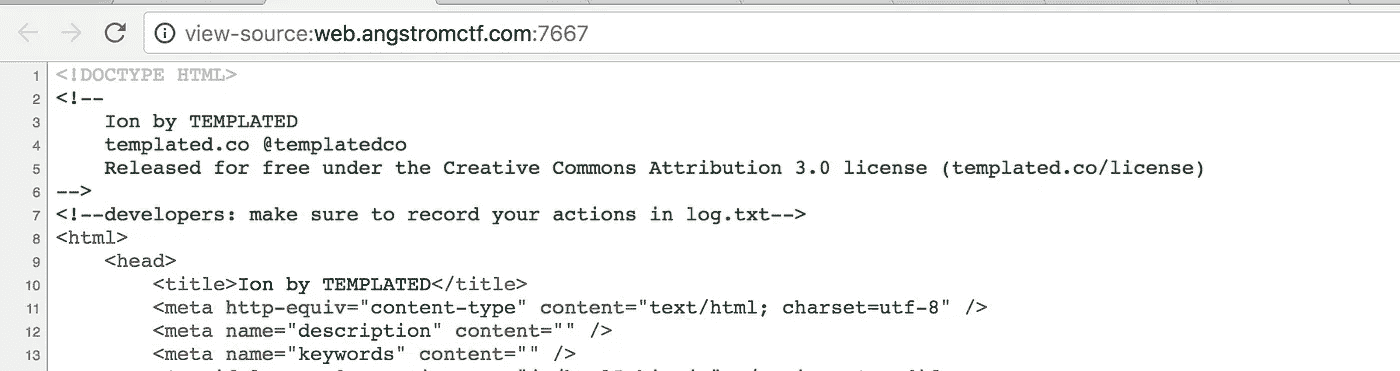 view-source:web.angstromctf.com:7667
1 <!DOCTYPE HTML>
2 <!--
3 Ion by TEMPLATED
4 templated.co @templatedco
5 Released for free under the Creative Commons Attribution 3.0 license (templated.co/license)
6 -->
7 <!--developers: make sure to record your actions in log.txt-->
8 <html>
9 <head>
10 <title>Ion by TEMPLATED</title>
11 <meta http-equiv="content-type" content="text/html; charset=utf-8" />
12 <meta name="description" content="" />
13 <meta name="keywords" content="" />